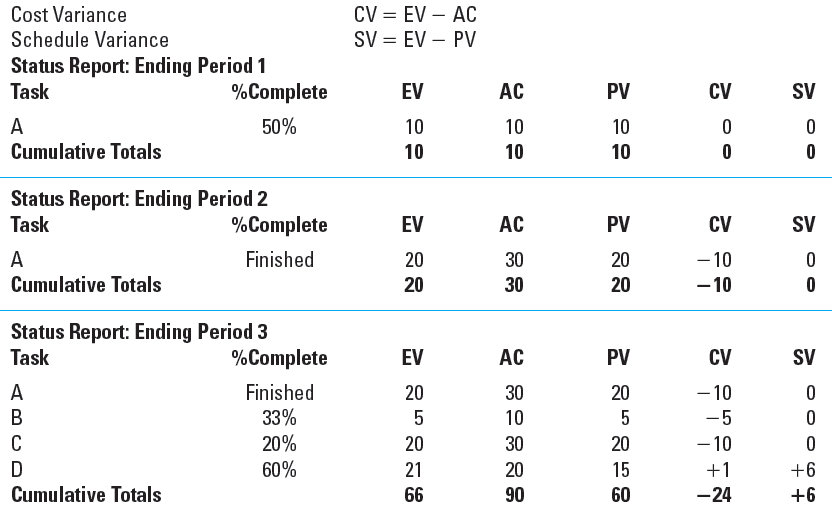 Cost Variance CV = EV – AC
Schedule Variance SV = EV – PV
Status Report: Ending Period 1
Task %Complete EV AC PV CV SV
A 50% 10 10 10 0 0
Cumulative Totals 10 10 10 0 0
Status Report: Ending Period 2
Task %Complete EV AC PV CV SV
A Finished 20 30 20 –10 0
Cumulative Totals 20 30 20 –10 0
Status Report: Ending Period 3
Task %Complete EV AC PV CV SV
A Finished 20 30 20 –10 0
B 33% 5 10 5 –5 0
C 20% 20 30 20 –10 0
D 60% 21 20 15 +1 +6
Cumulative Totals 66 90 60 –24 +6